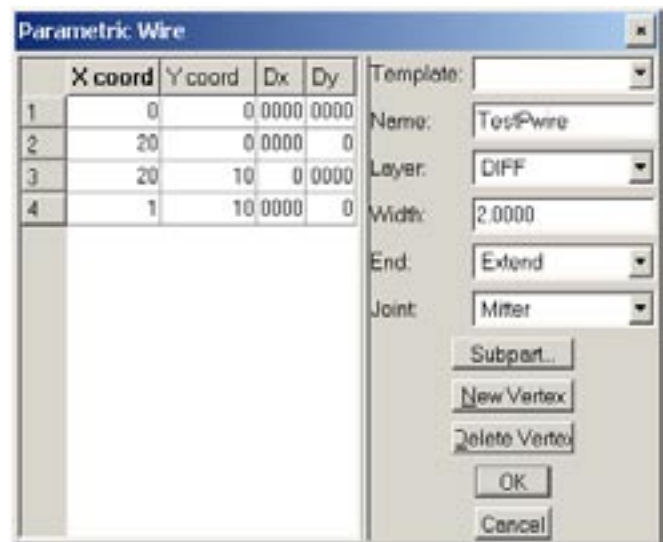 Parametric Wire
X coord Y coord Dx Dy
1 0 0 0000 0000
2 20 0 0000 0
3 20 10 0 0000
4 1 10 0000 0
Template:
Name: TestPwire
Layer: DIFF
Width: 2.0000
End: Extend
Joint: Mitter
Subpart...
New Vertex
Delete Vertex
OK
Cancel